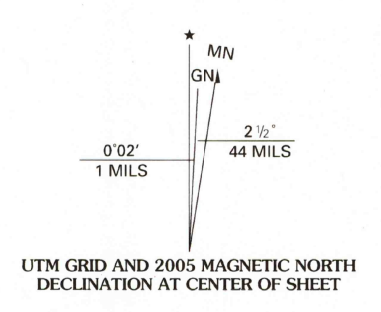 ★
MN
GN
2 1/2°
0°02'
44 MILS
1 MILS
UTM GRID AND 2005 MAGNETIC NORTH
DECLINATION AT CENTER OF SHEET